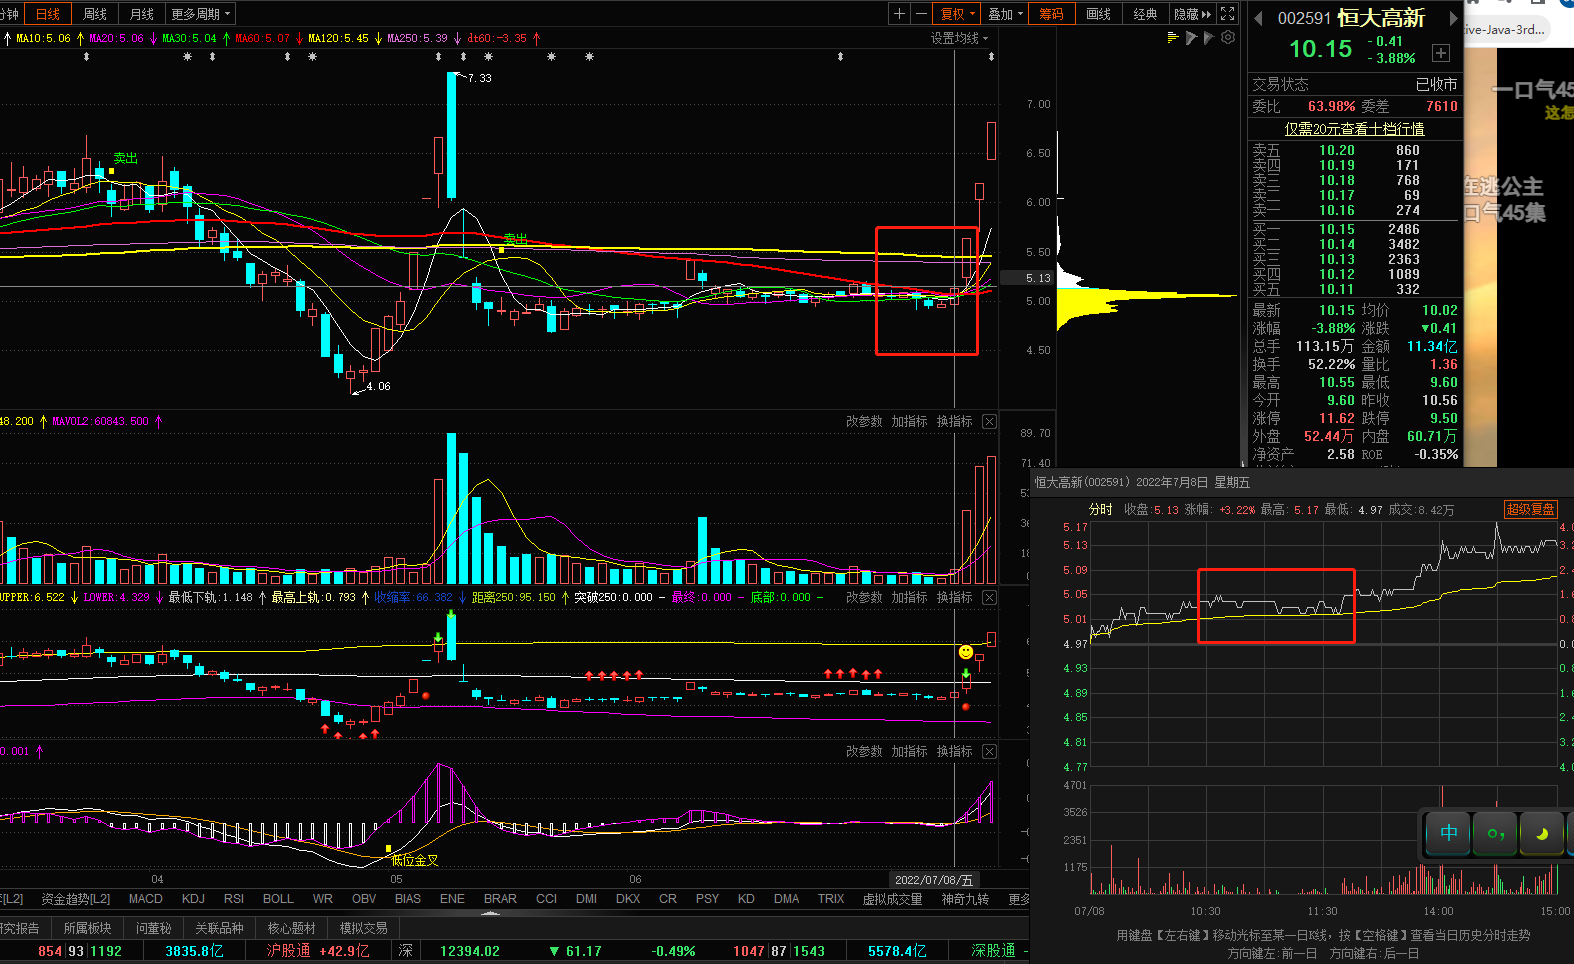 分钟 日线 周线 月线 更多周期
复权 叠加 筹码 画线 经典 隐藏
MA10:5.06 MA20:5.06 MA30:5.04 MA60:5.07 MA120:5.45 MA250:5.39 dt60:-3.35
设置均线
7.33
卖出
卖出
4.06
7.00
6.50
6.00
5.50
5.13
5.00
4.50
48.200 MAVOL2:60843.500
改参数 加指标 换指标
89.70
71.40
UPPER:6.522 LOWER:4.329 最低下轨:1.148 最高上轨:0.793 收缩率:66.382 距离250:95.150 突破250:0.000 - 最终:0.000 - 底部:0.000 -
改参数 加指标 换指标
0.001
改参数 加指标 换指标
低位金叉
04 05 06 2022/07/08/五
[L2] 资金趋势[L2] MACD KDJ RSI BOLL WR OBV BIAS ENE BRAR CCI DMI DKX CR PSY KD DMA TRIX 虚拟成交量 神奇九转 更多
研究报告 所属板块 问董秘 关联品种 核心题材 模拟交易
854 93 1192 3835.8亿 沪股通 +42.9亿 深 12394.02 ▼ 61.17 -0.49% 1047 87 1543 5578.4亿 深股通 -
002591 恒大高新
10.15 -0.41
-3.88%
交易状态 已收市
委比 63.98% 委差 7610
仅需20元查看十档行情
卖五 10.20 860
卖四 10.19 171
卖三 10.18 768
卖二 10.17 69
卖一 10.16 274
买一 10.15 2486
买二 10.14 3482
买三 10.13 2363
买四 10.12 1089
买五 10.11 332
最新 10.15 均价 10.02
涨幅 -3.88% 涨跌 ▼0.41
总手 113.15万 金额 11.34亿
换手 52.22% 量比 1.36
最高 10.55 最低 9.60
今开 9.60 昨收 10.56
涨停 11.62 跌停 9.50
外盘 52.44万 内盘 60.71万
净资产 2.58 ROE -0.35%
ive-Java-3rd...
一口气45
这怎
在逃公主
口气45集
恒大高新(002591) 2022年7月8日 星期五
分时 收盘:5.13 涨幅: +3.22% 最高: 5.17 最低: 4.97 成交:8.42万 超级复盘
5.17
5.13
5.09
5.05
5.01
4.97
4.93
4.89
4.85
4.81
4.77
4701
3526
2351
1175
中
07/08 10:30 11:30 14:00 15:00
用键盘【左右键】移动光标至某一日K线，按【空格键】查看当日历史分时走势
方向键左:前一日 方向键右:后一日